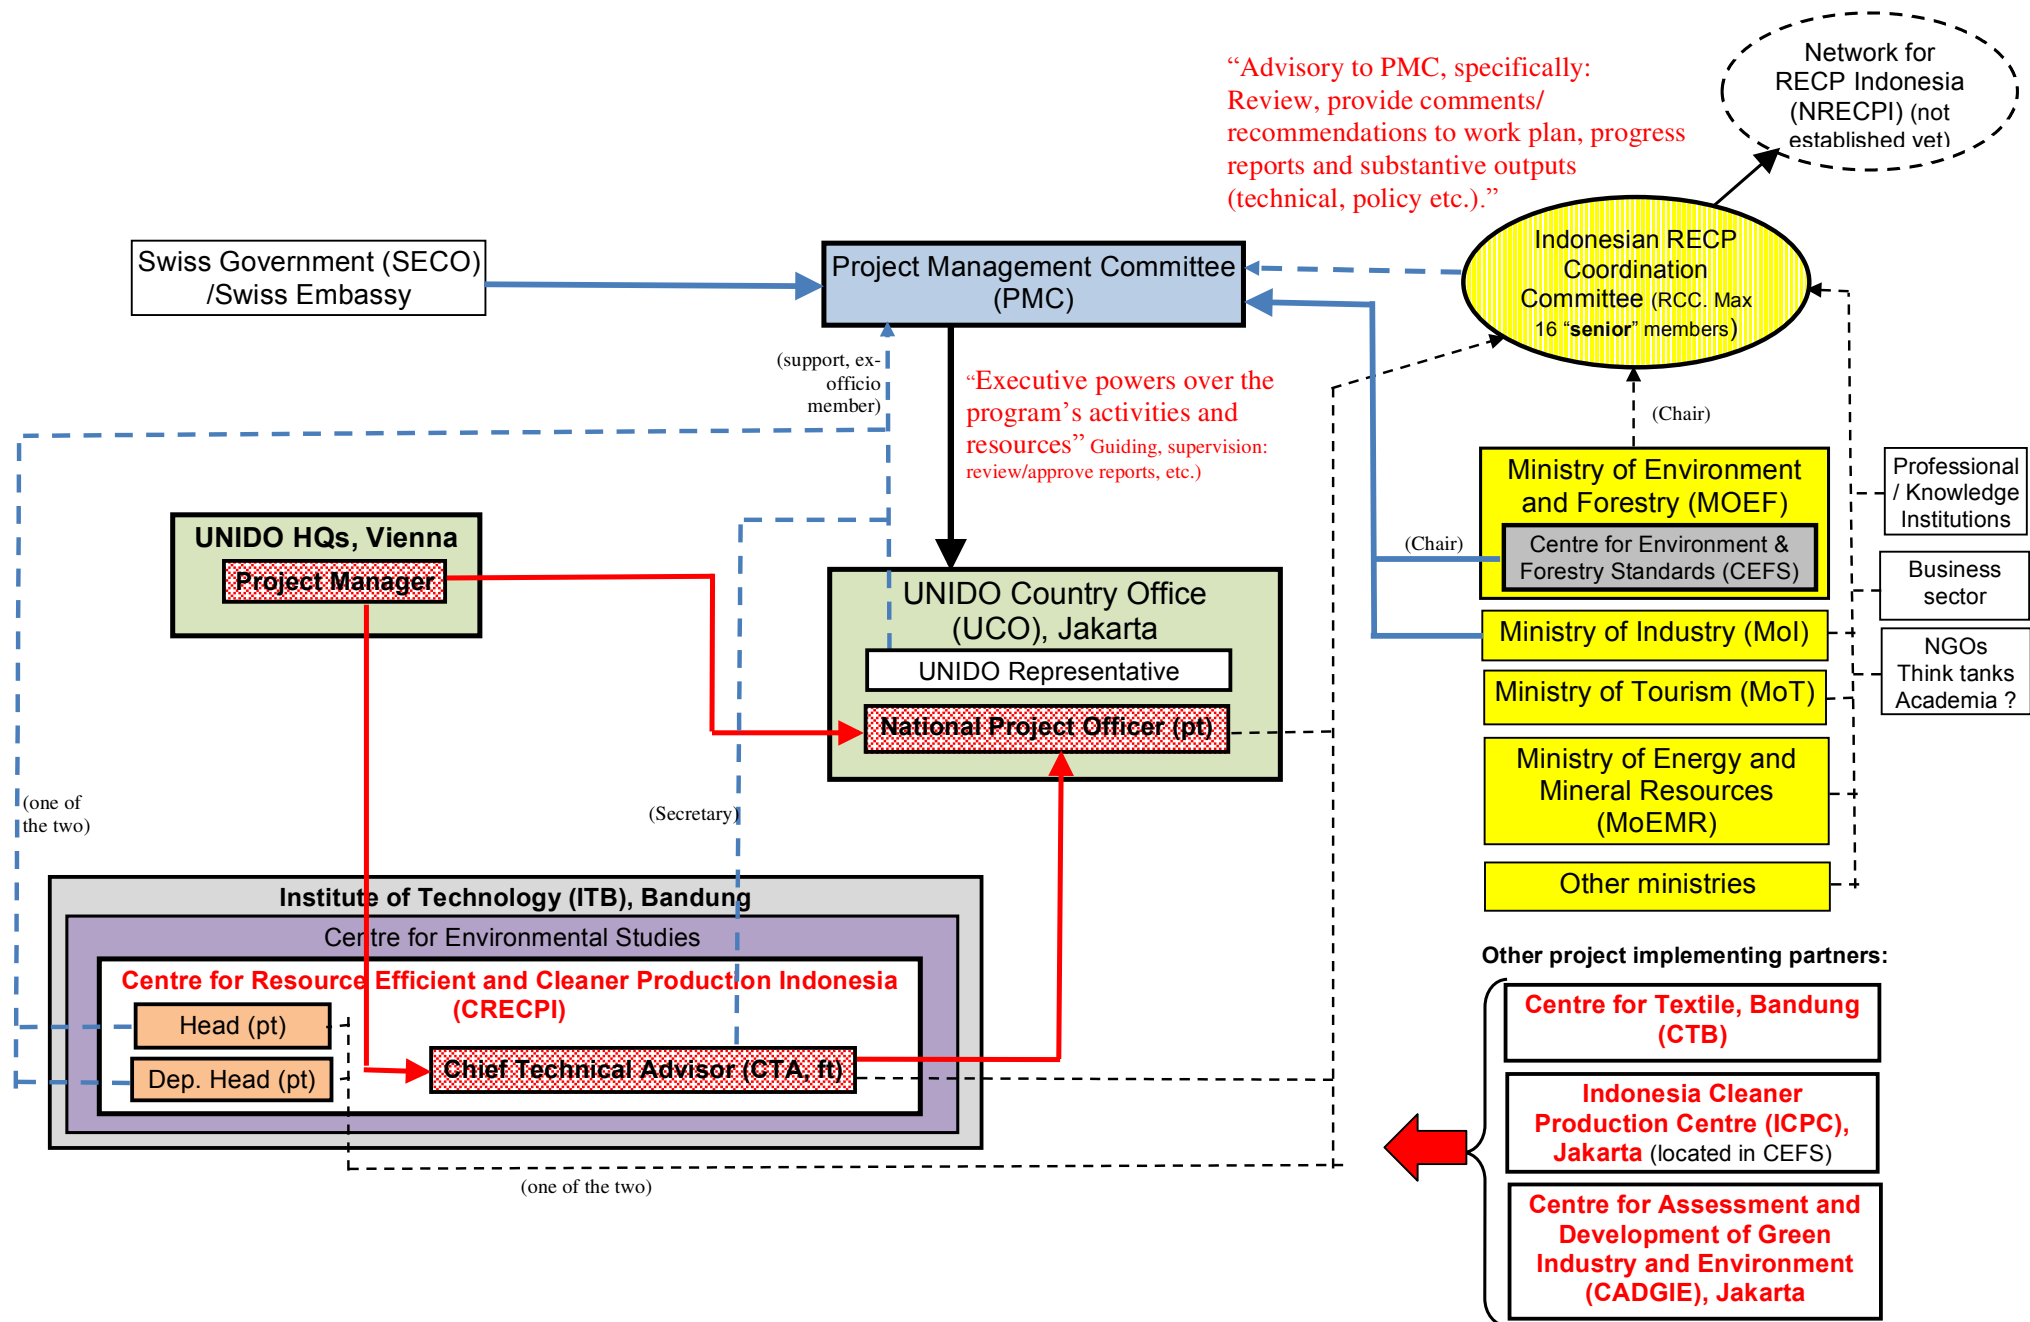 Network for
RECP Indonesia
(NRECPI) (not
established yet)
“Advisory to PMC, specifically:
Review, provide comments/
recommendations to work plan, progress
reports and substantive outputs
(technical, policy etc.).”
Swiss Government (SECO)
/Swiss Embassy
Project Management Committee
(PMC)
Indonesian RECP
Coordination
Committee (RCC. Max
16 “senior” members)
(support, ex-
officio
member)
“Executive powers over the
program’s activities and
resources” Guiding, supervision:
review/approve reports, etc.)
(Chair)
Ministry of Environment
and Forestry (MOEF)
Centre for Environment &
Forestry Standards (CEFS)
(Chair)
Professional
/ Knowledge
Institutions
Business
sector
NGOs
Think tanks
Academia ?
UNIDO HQs, Vienna
Project Manager
UNIDO Country Office
(UCO), Jakarta
UNIDO Representative
National Project Officer (pt)
Ministry of Industry (MoI)
Ministry of Tourism (MoT)
Ministry of Energy and
Mineral Resources
(MoEMR)
Other ministries
(one of
the two)
(Secretary)
Institute of Technology (ITB), Bandung
Centre for Environmental Studies
Centre for Resource Efficient and Cleaner Production Indonesia
(CRECPI)
Head (pt)
Dep. Head (pt)
Chief Technical Advisor (CTA, ft)
(one of the two)
Other project implementing partners:
Centre for Textile, Bandung
(CTB)
Indonesia Cleaner
Production Centre (ICPC),
Jakarta (located in CEFS)
Centre for Assessment and
Development of Green
Industry and Environment
(CADGIE), Jakarta